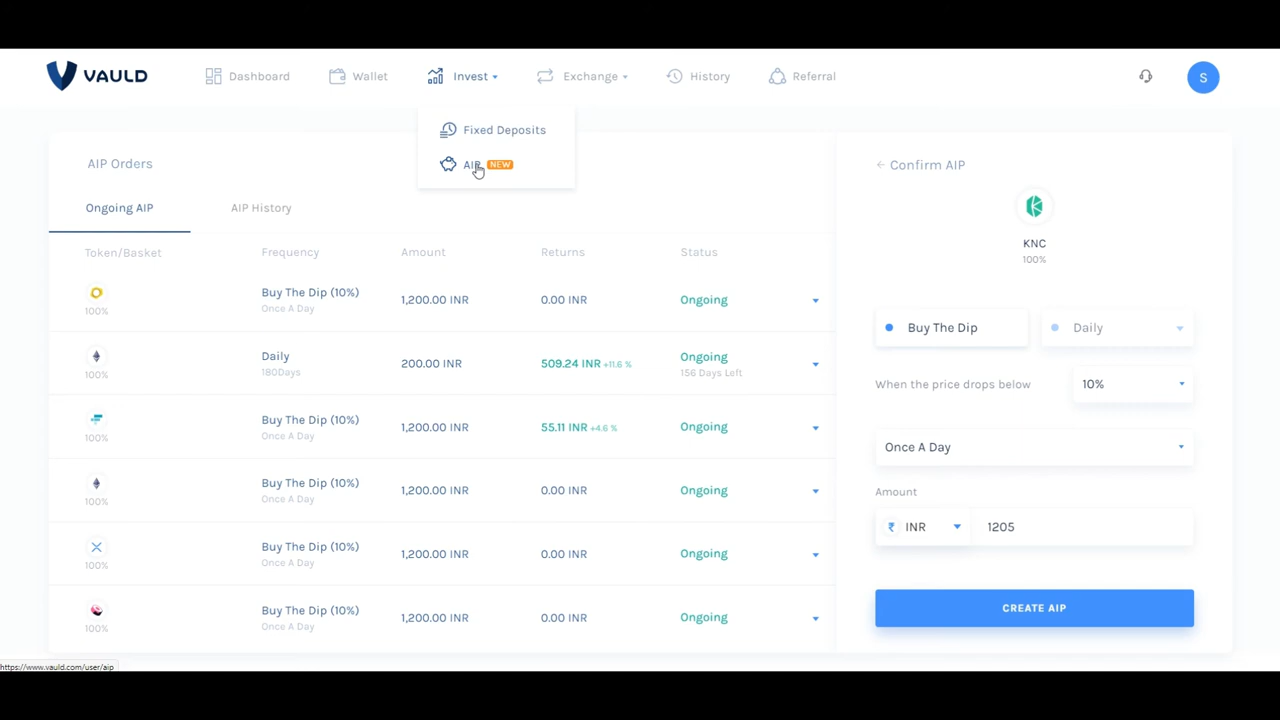 VAULD
Dashboard
Wallet
Invest
Exchange
History
Referral
S
Fixed Deposits
AIP NEW
AIP Orders
Ongoing AIP
AIP History
Token/Basket
Frequency
Amount
Returns
Status
100%
Buy The Dip (10%)
Once A Day
1,200.00 INR
0.00 INR
Ongoing
100%
Daily
180Days
200.00 INR
509.24 INR +11.6 %
Ongoing
156 Days Left
100%
Buy The Dip (10%)
Once A Day
1,200.00 INR
55.11 INR +4.6 %
Ongoing
100%
Buy The Dip (10%)
Once A Day
1,200.00 INR
0.00 INR
Ongoing
100%
Buy The Dip (10%)
Once A Day
1,200.00 INR
0.00 INR
Ongoing
100%
Buy The Dip (10%)
Once A Day
1,200.00 INR
0.00 INR
Ongoing
← Confirm AIP
KNC
100%
Buy The Dip
Daily
When the price drops below
10%
Once A Day
Amount
₹ INR
1205
CREATE AIP
https://www.vauld.com/user/aip